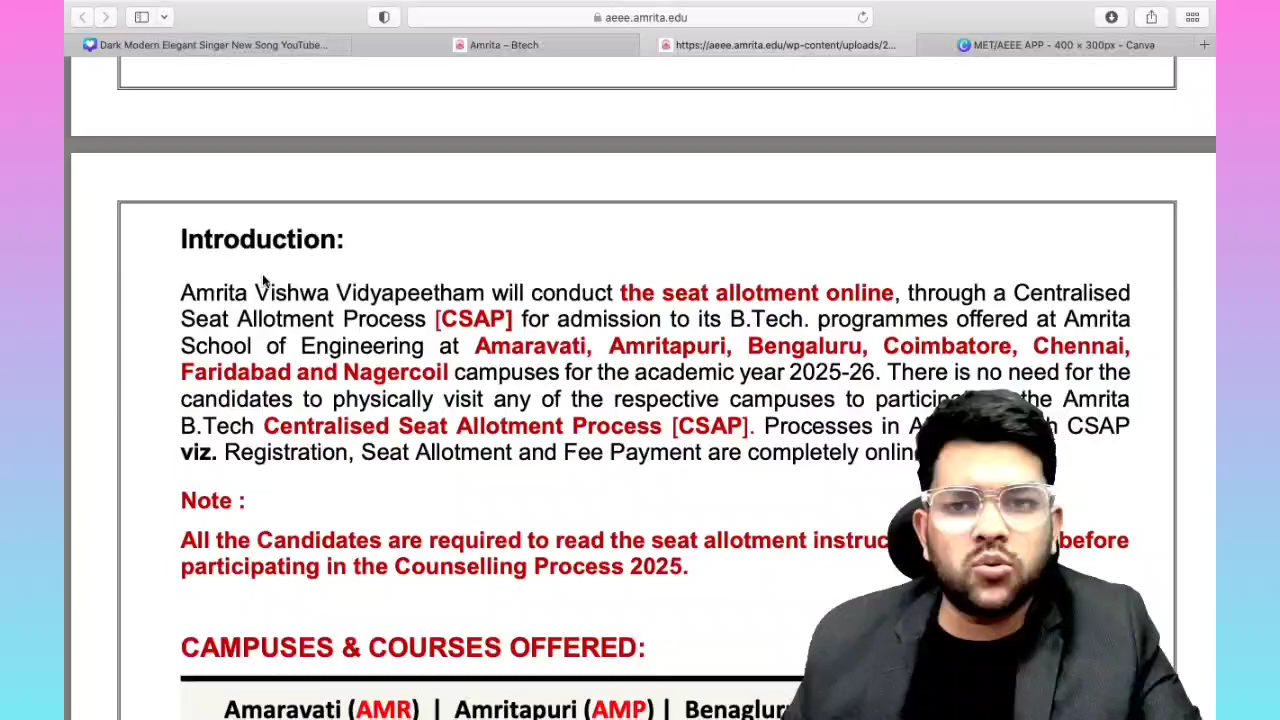 aeee.amrita.edu
Dark Modern Elegant Singer New Song YouTube...
Amrita – Btech
https://aeee.amrita.edu/wp-content/uploads/2...
MET/AEEE APP - 400 × 300px - Canva
Introduction:
Amrita Vishwa Vidyapeetham will conduct the seat allotment online, through a Centralised
Seat Allotment Process [CSAP] for admission to its B.Tech. programmes offered at Amrita
School of Engineering at Amaravati, Amritapuri, Bengaluru, Coimbatore, Chennai,
Faridabad and Nagercoil campuses for the academic year 2025-26. There is no need for the
candidates to physically visit any of the respective campuses to the Amrita
B.Tech Centralised Seat Allotment Process [CSAP]. Processes in CSAP
viz. Registration, Seat Allotment and Fee Payment are completely
Note :
All the Candidates are required to read the seat allotment before
participating in the Counselling Process 2025.
CAMPUSES & COURSES OFFERED:
Amaravati (AMR) | Amritapuri (AMP) |